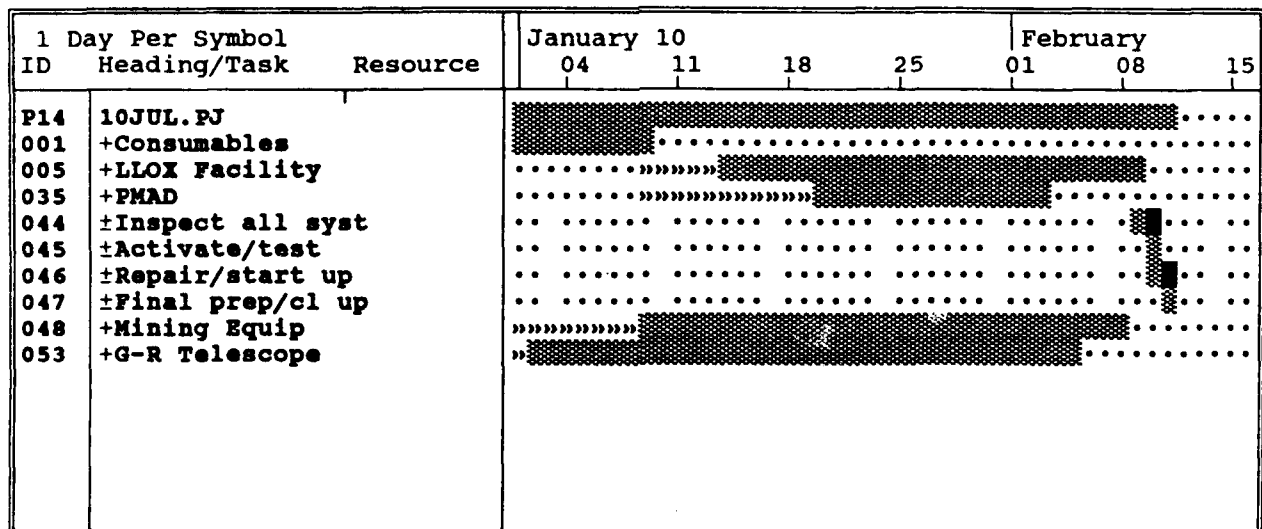 1 Day Per Symbol January 10 February
ID Heading/Task Resource 04 11 18 25 01 08 15
P14 10JUL.PJ
001 +Consumables
005 +LLOX Facility
035 +PMAD
044 ±Inspect all syst
045 ±Activate/test
046 ±Repair/start up
047 ±Final prep/cl up
048 +Mining Equip
053 +G-R Telescope